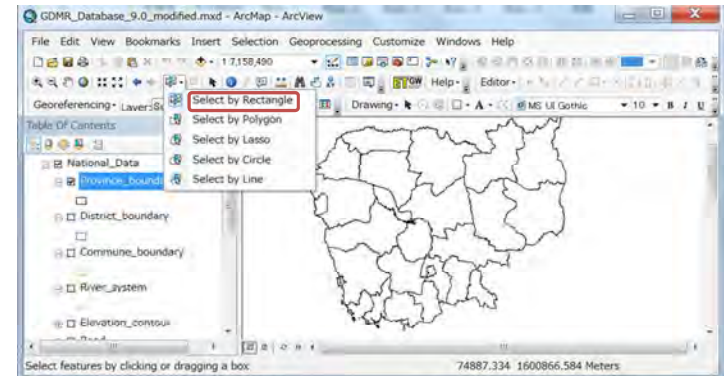 GDMR_Database_9.0_modified.mxd - ArcMap - ArcView
File Edit View Bookmarks Insert Selection Geoprocessing Customize Windows Help
1:7,158,490
Help Editor
Georeferencing Layer:
Drawing A MS UI Gothic 10 B I U
Select by Rectangle
Select by Polygon
Select by Lasso
Select by Circle
Select by Line
Table Of Contents
National_Data
Province_bound
District_boundary
Commune_boundary
River_system
Elevation_contour
Select features by clicking or dragging a box
74887.334 1600866.584 Meters